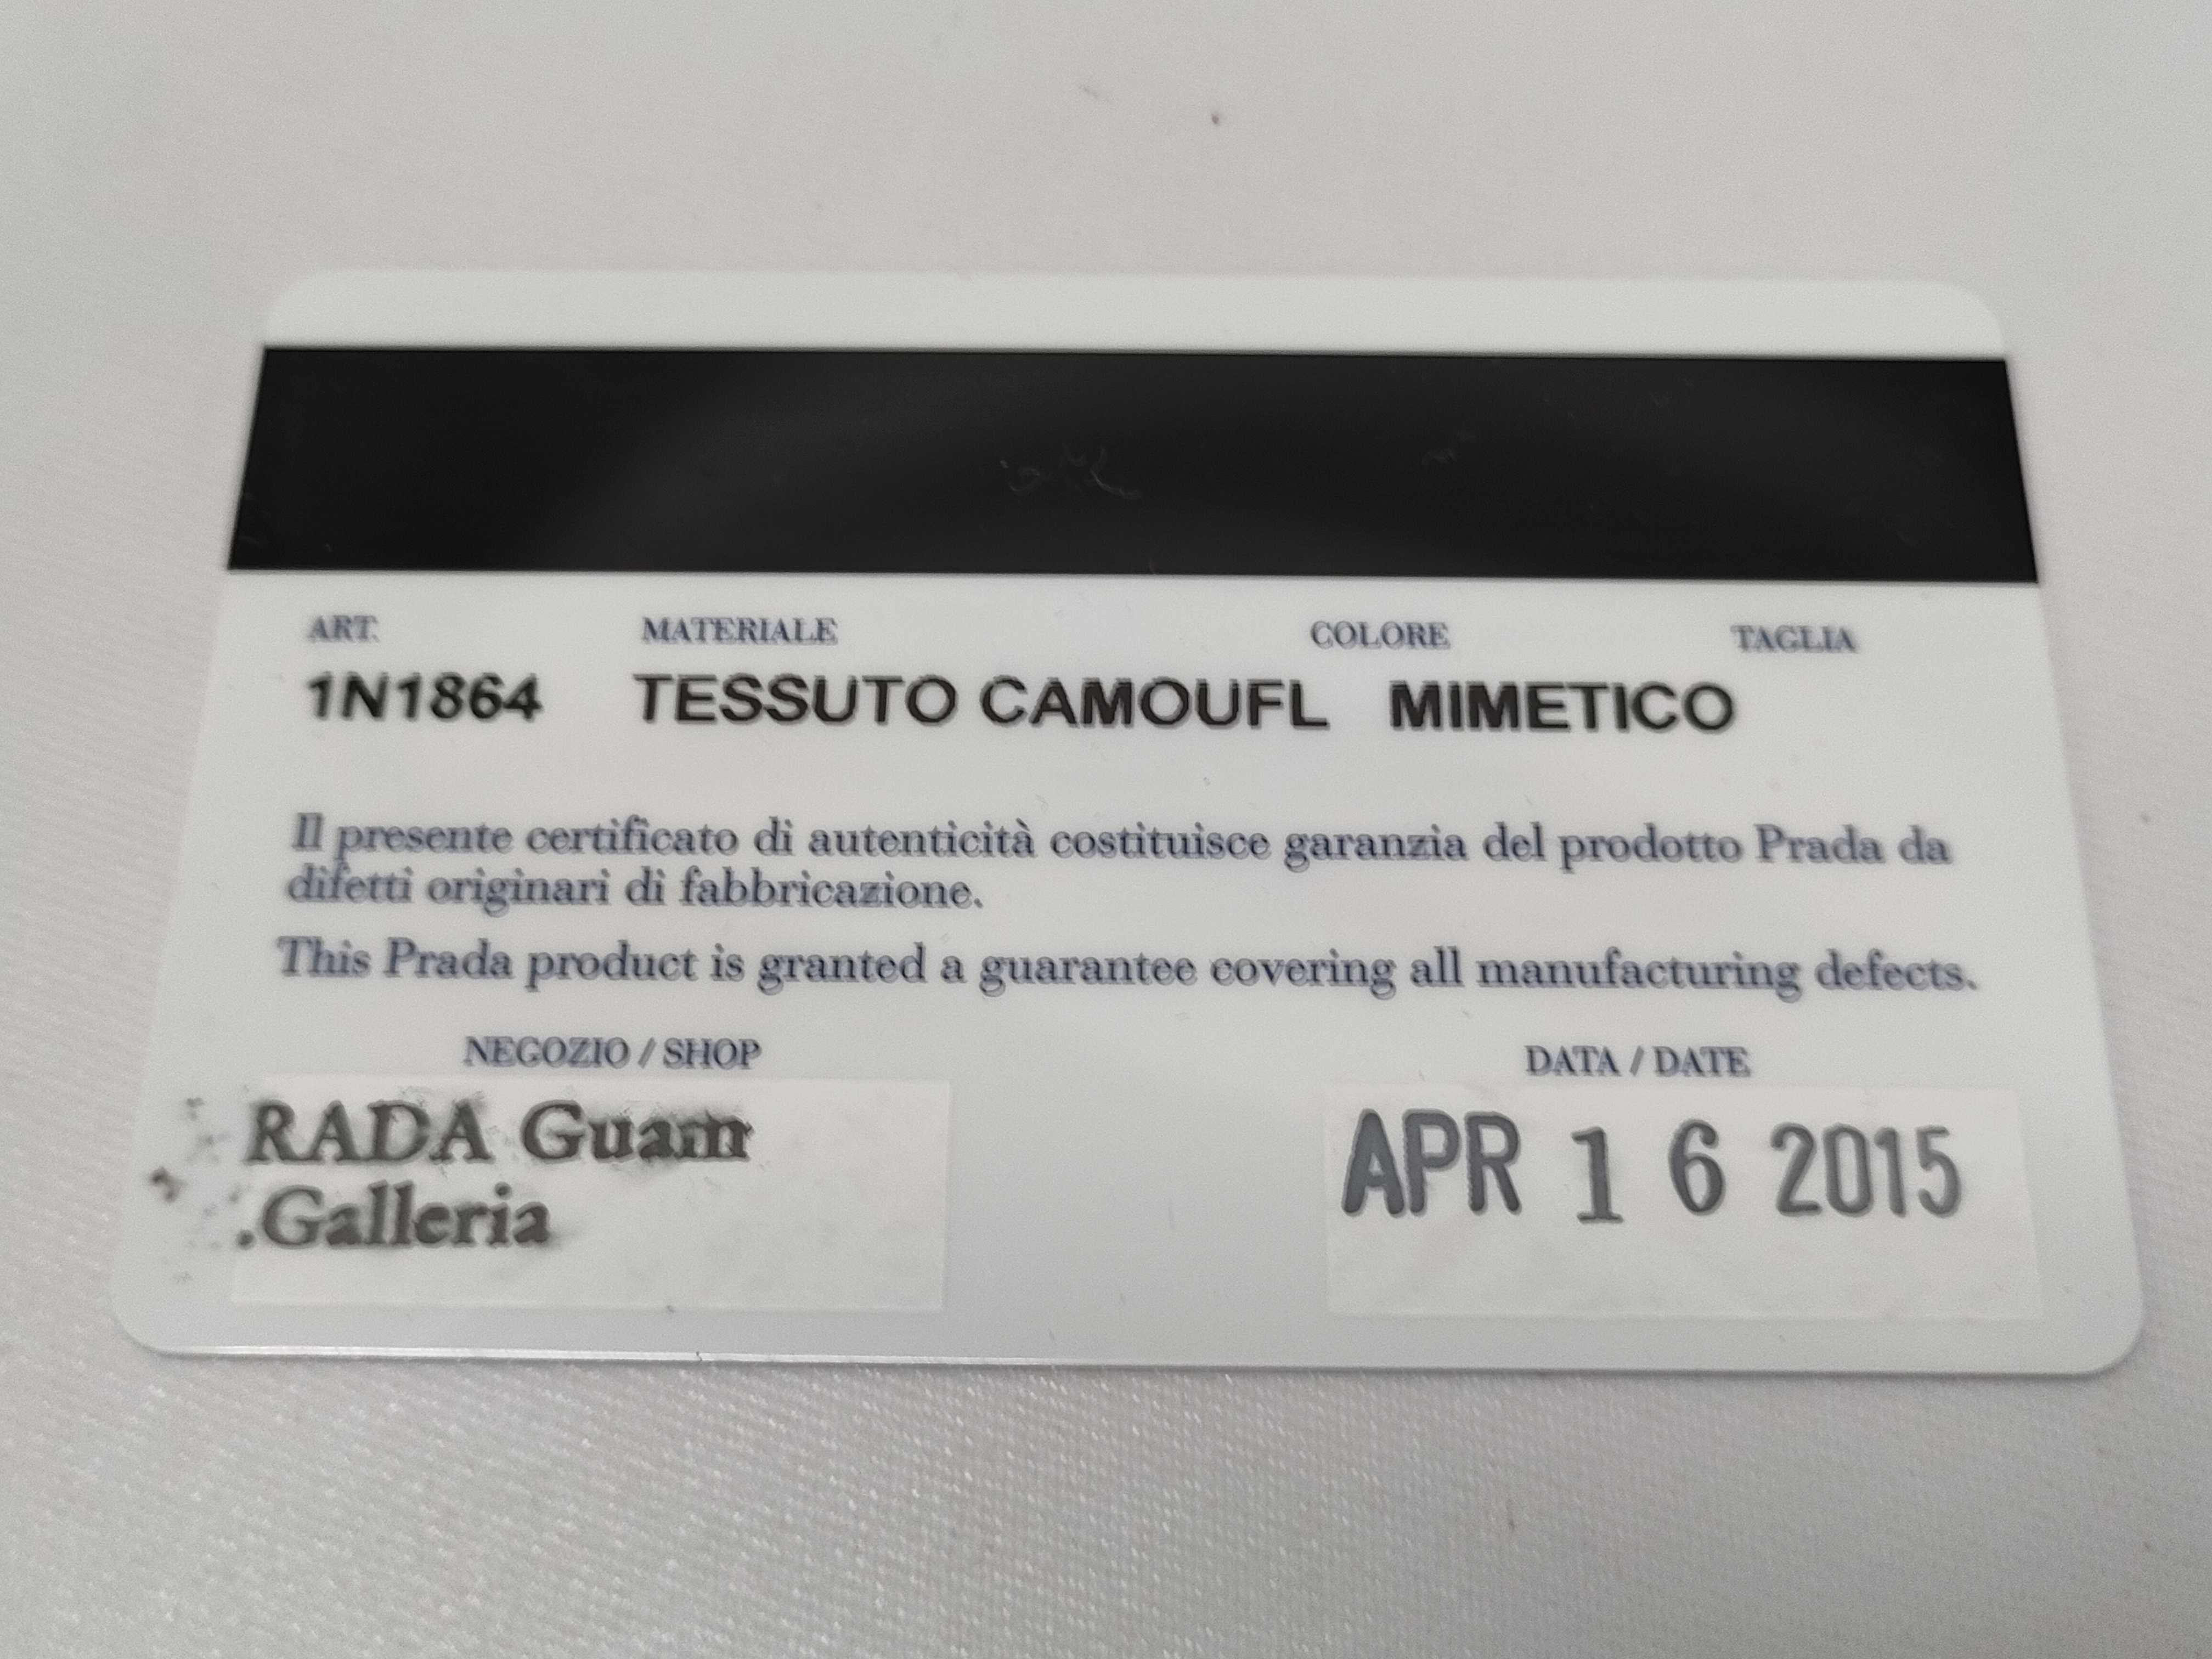 ART. MATERIALE COLORE TAGLIA
1N1864 TESSUTO CAMOUFL MIMETICO
Il presente certificato di autenticità costituisce garanzia del prodotto Prada da
difetti originari di fabbricazione.
This Prada product is granted a guarantee covering all manufacturing defects.
NEGOZIO / SHOP DATA / DATE
RADA Guam APR 16 2015
.Galleria